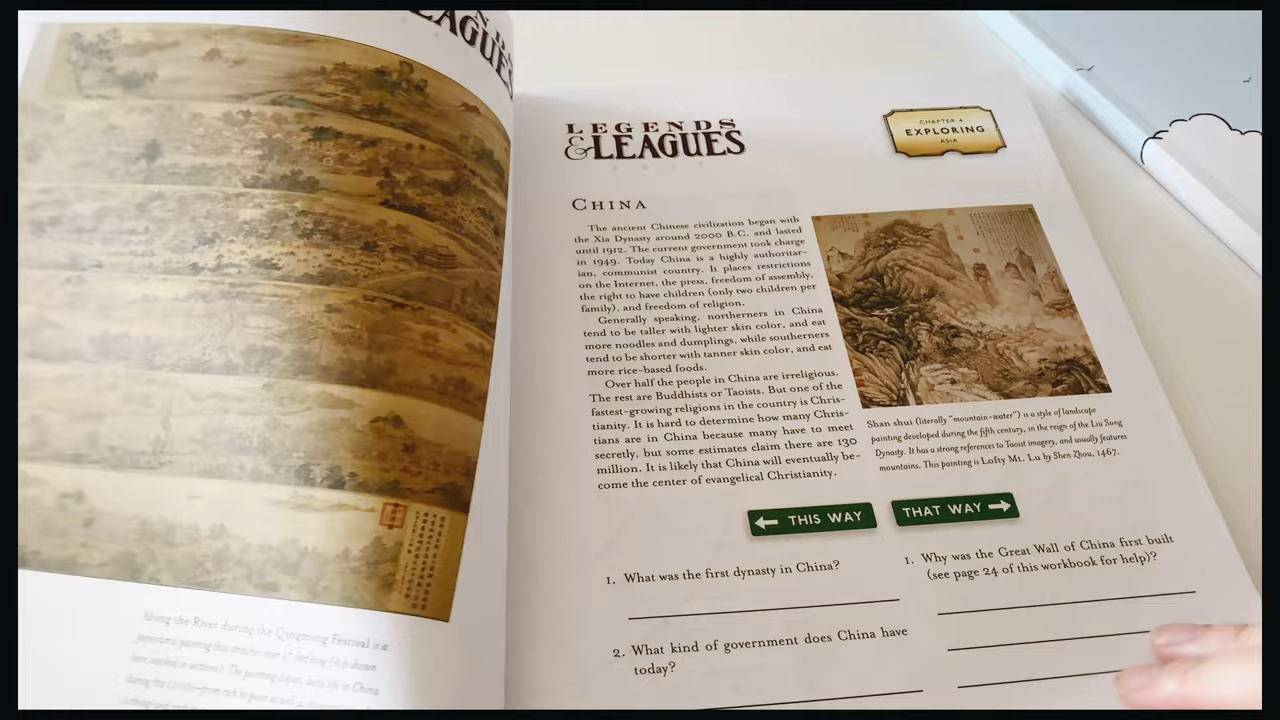 LEAGUES
along the River during the Qingming Festival is a
LEGENDS
& LEAGUES
CHAPTER 4
EXPLORING
ASIA
CHINA
The ancient Chinese civilization began with
the Xia Dynasty around 2000 B.C. and lasted
until 1912. The current government took charge
in 1949. Today China is a highly authoritar-
ian, communist country. It places restrictions
on the Internet, the press, freedom of assembly,
the right to have children (only two children per
family), and freedom of religion.
Generally speaking, northerners in China
tend to be taller with lighter skin color, and eat
more noodles and dumplings, while southerners
tend to be shorter with tanner skin color, and eat
more rice-based foods.
Over half the people in China are irreligious.
The rest are Buddhists or Taoists. But one of the
fastest-growing religions in the country is Chris-
tianity. It is hard to determine how many Chris-
tians are in China because many have to meet
secretly, but some estimates claim there are 130
million. It is likely that China will eventually be-
come the center of evangelical Christianity.
Shan shui (literally "mountain-water") is a style of landscape
painting developed during the fifth century, in the reign of the Liu Song
Dynasty. It has a strong references to Taoist imagery, and usually features
mountains. This painting is Lofty Mt. Lu by Shen Zhou, 1467.
← THIS WAY
THAT WAY →
1. What was the first dynasty in China?
2. What kind of government does China have
today?
1. Why was the Great Wall of China first built
(see page 24 of this workbook for help)?